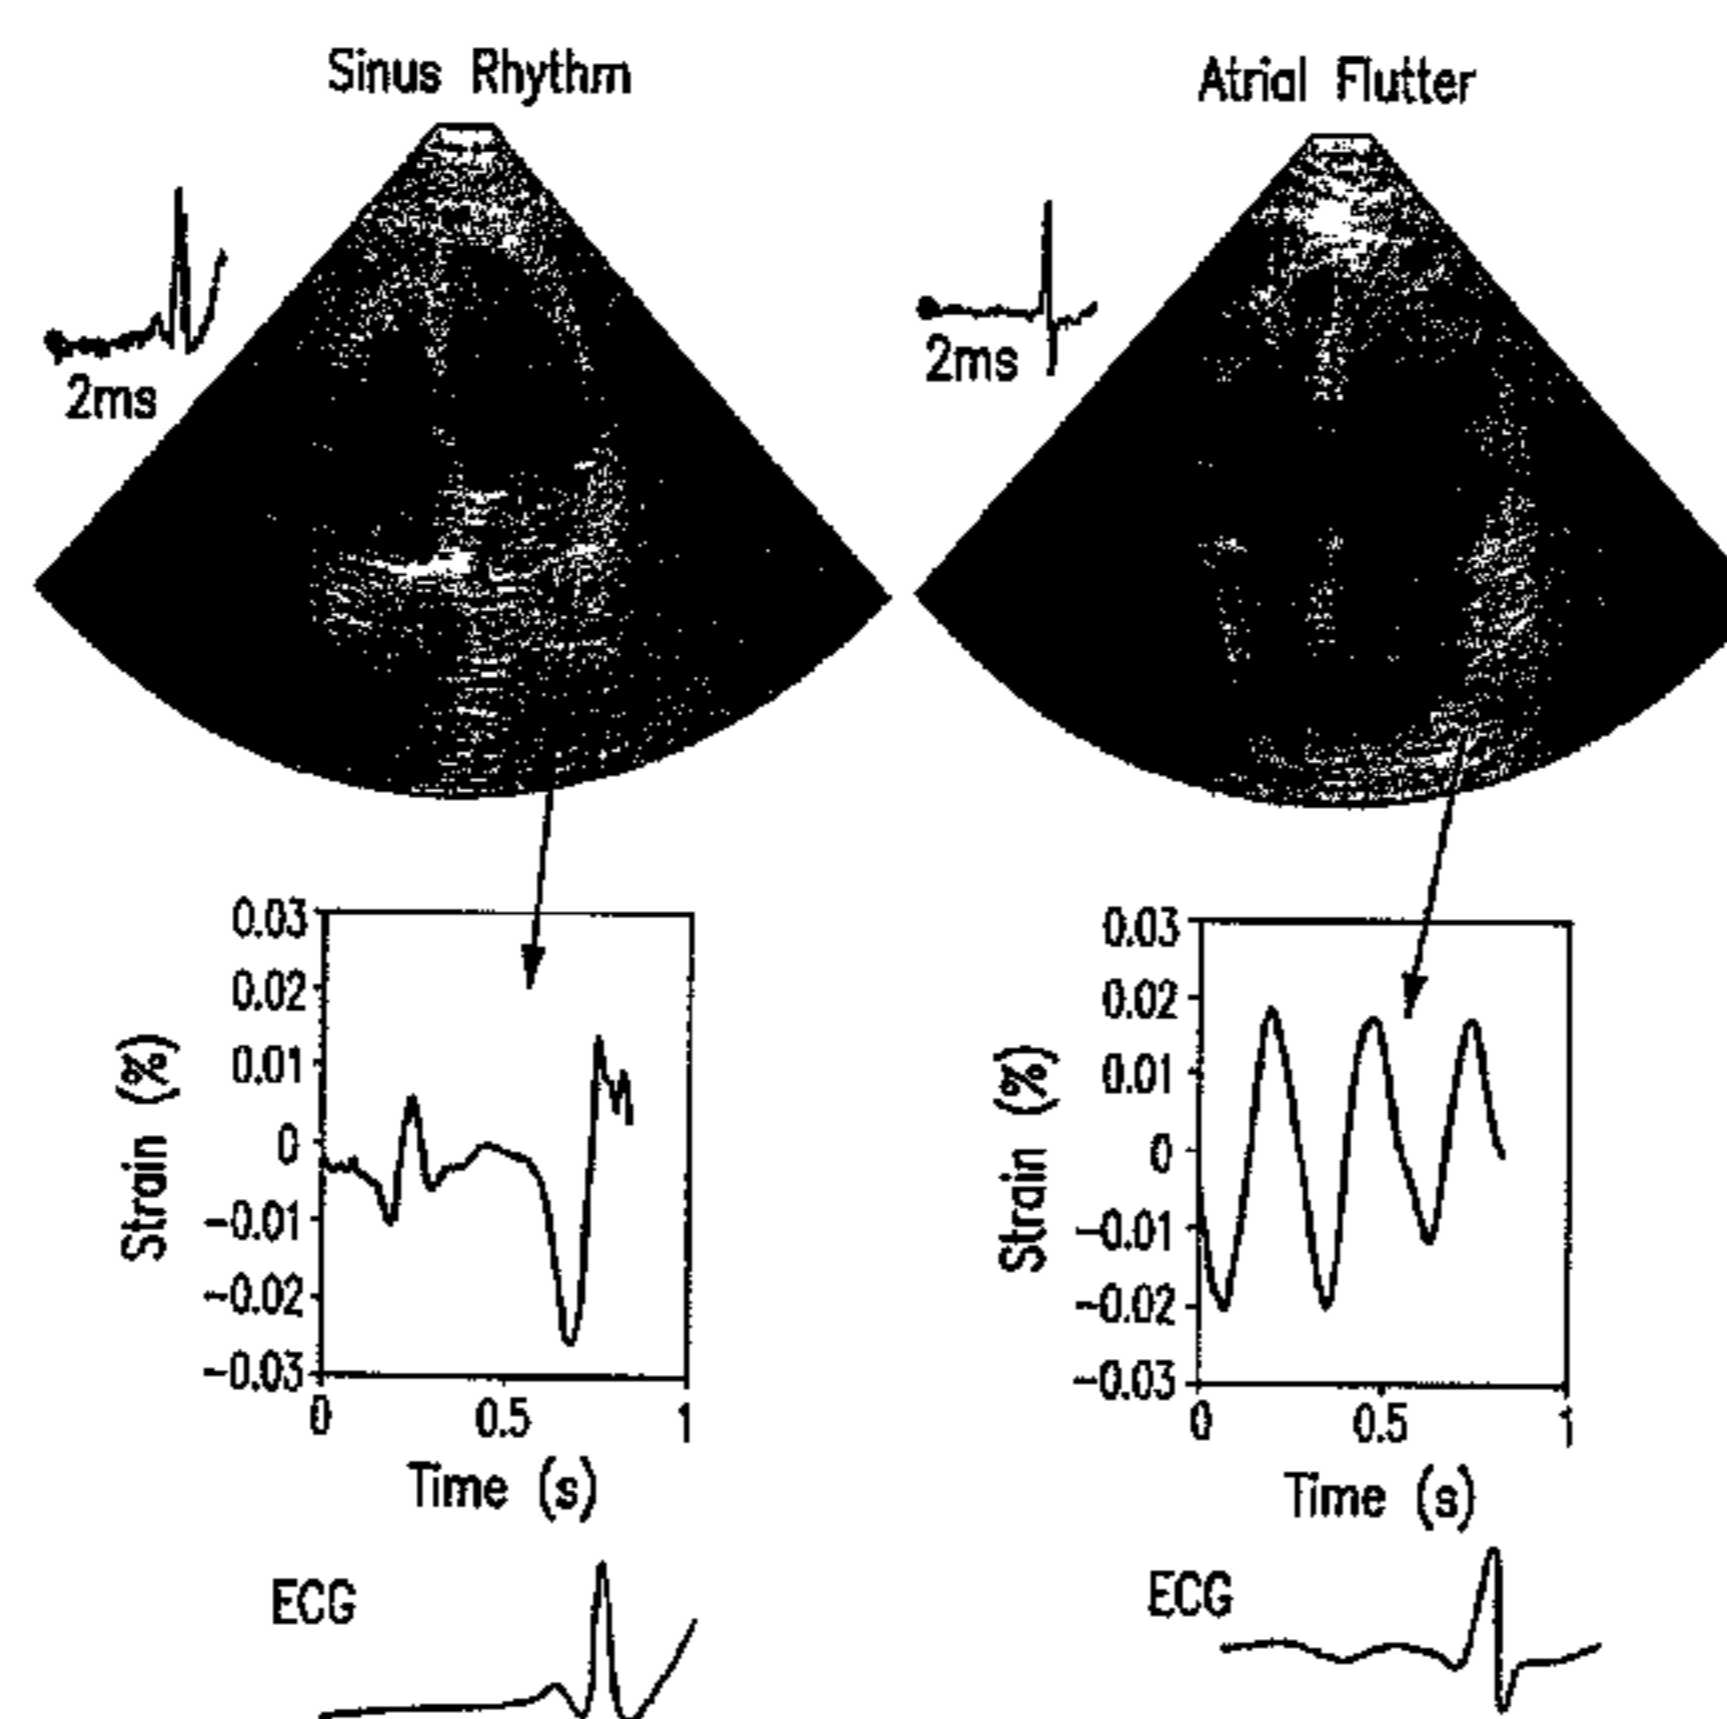 Sinus Rhythm
2ms
0.03
0.02
0.01
0
-0.01
-0.02
-0.03
Strain (%)
0
0.5
1
Time (s)
ECG
Atrial Flutter
2ms
0.03
0.02
0.01
0
-0.01
-0.02
-0.03
Strain (%)
0
0.5
1
Time (s)
ECG